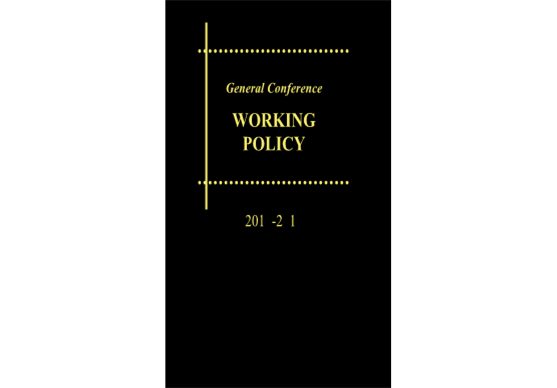 General Conference
WORKING
POLICY
201 -2 1